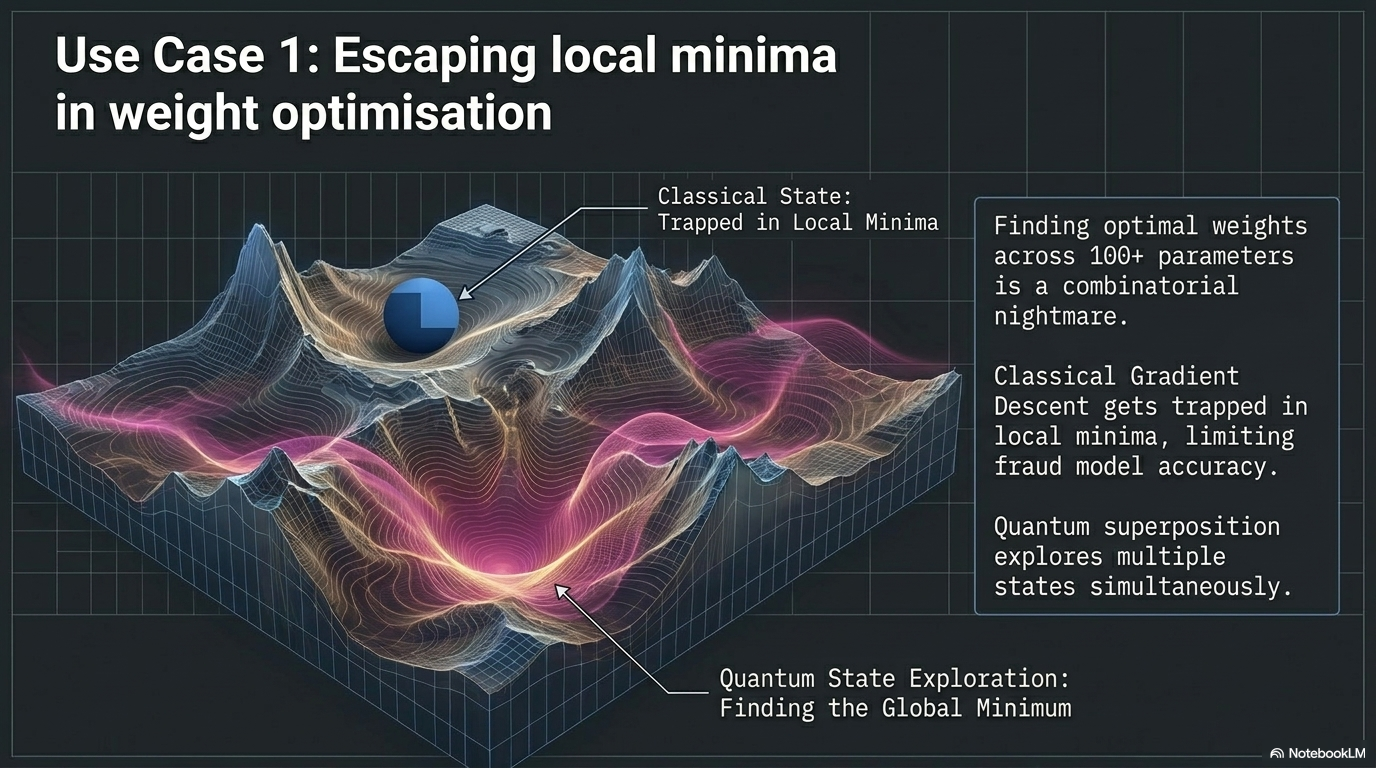 Use Case 1: Escaping local minima
in weight optimisation
Classical State:
Trapped in Local Minima
Finding optimal weights
across 100+ parameters
is a combinatorial
nightmare.
Classical Gradient
Descent gets trapped in
local minima, limiting
fraud model accuracy.
Quantum superposition
explores multiple
states simultaneously.
Quantum State Exploration:
Finding the Global Minimum
NotebookLM